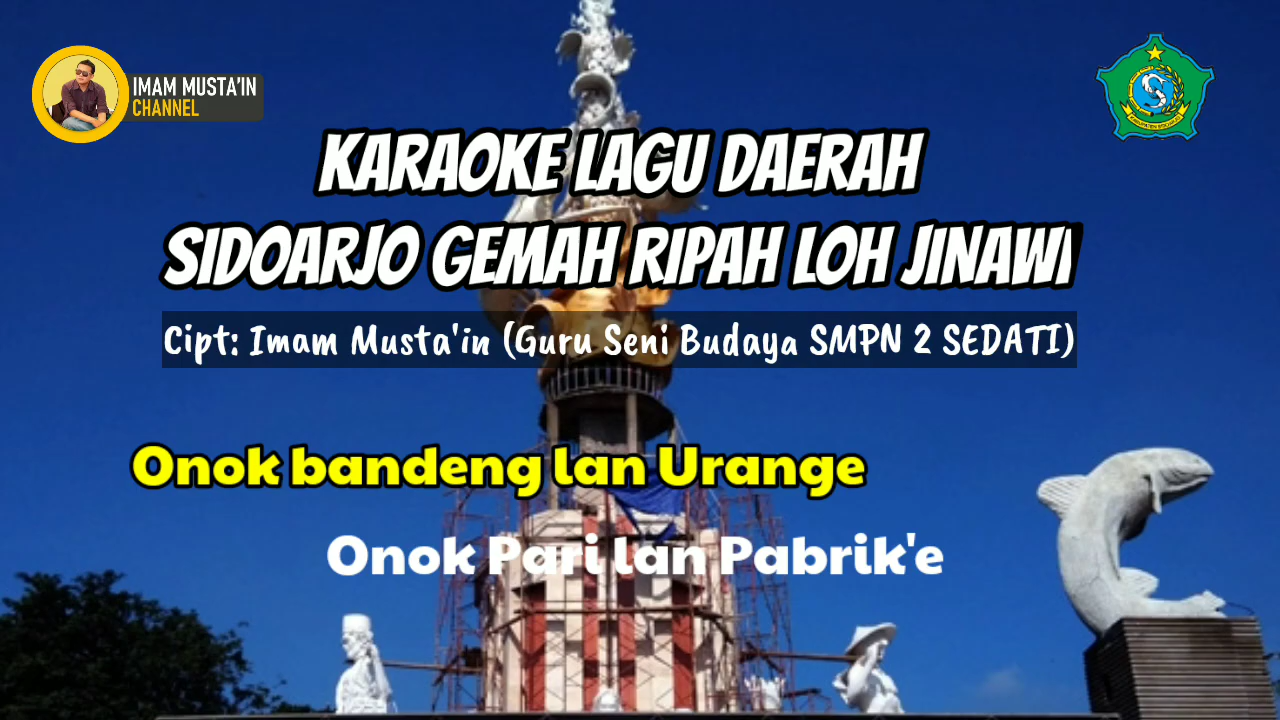 IMAM MUSTA'IN
CHANNEL
KARAOKE LAGU DAERAH
SIDOARJO GEMAH RIPAH LOH JINAWI
Cipt: Imam Musta'in (Guru Seni Budaya SMPN 2 SEDATI)
Onok bandeng lan Urange
Onok Pari lan Pabrik'e